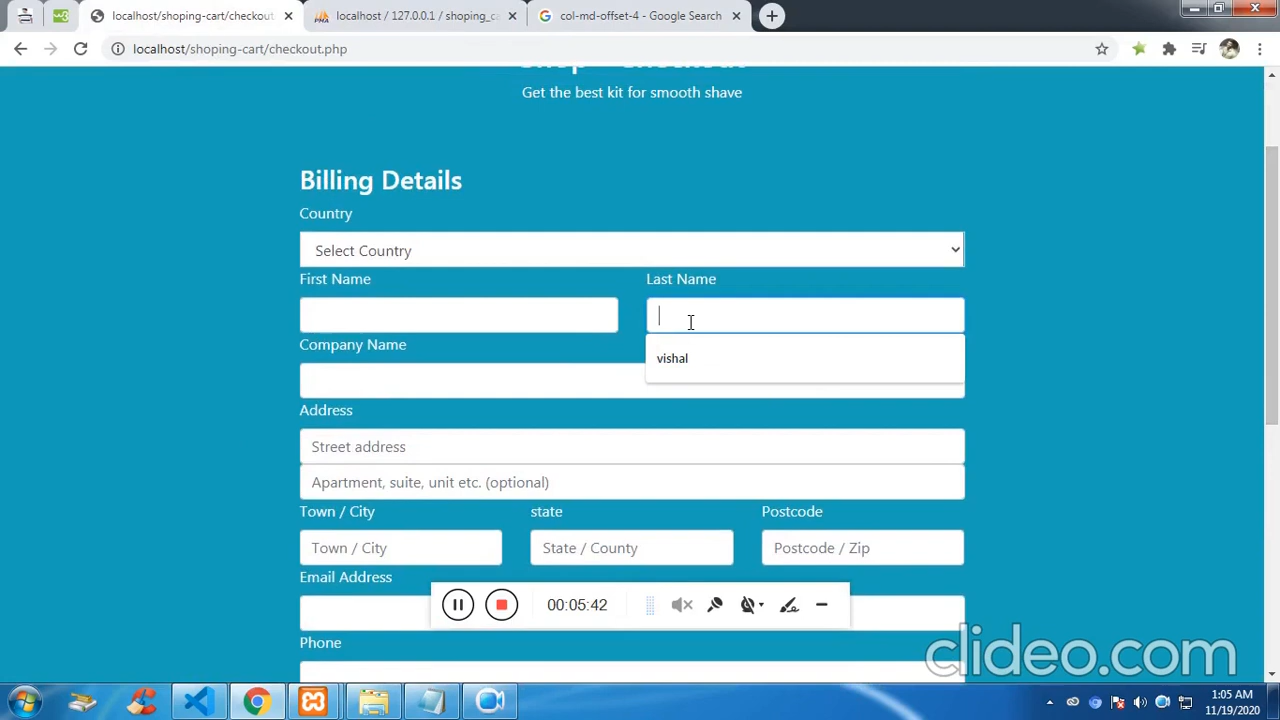 localhost/shoping-cart/checkout
localhost / 127.0.0.1 / shoping_c
col-md-offset-4 - Google Search
localhost/shoping-cart/checkout.php
Shop - Checkout
Get the best kit for smooth shave
Billing Details
Country
Select Country
First Name Last Name
vishal
Company Name
Address
Street address
Apartment, suite, unit etc. (optional)
Town / City state Postcode
Town / City State / County Postcode / Zip
Email Address
00:05:42
Phone
clideo.com
1:05 AM
11/19/2020